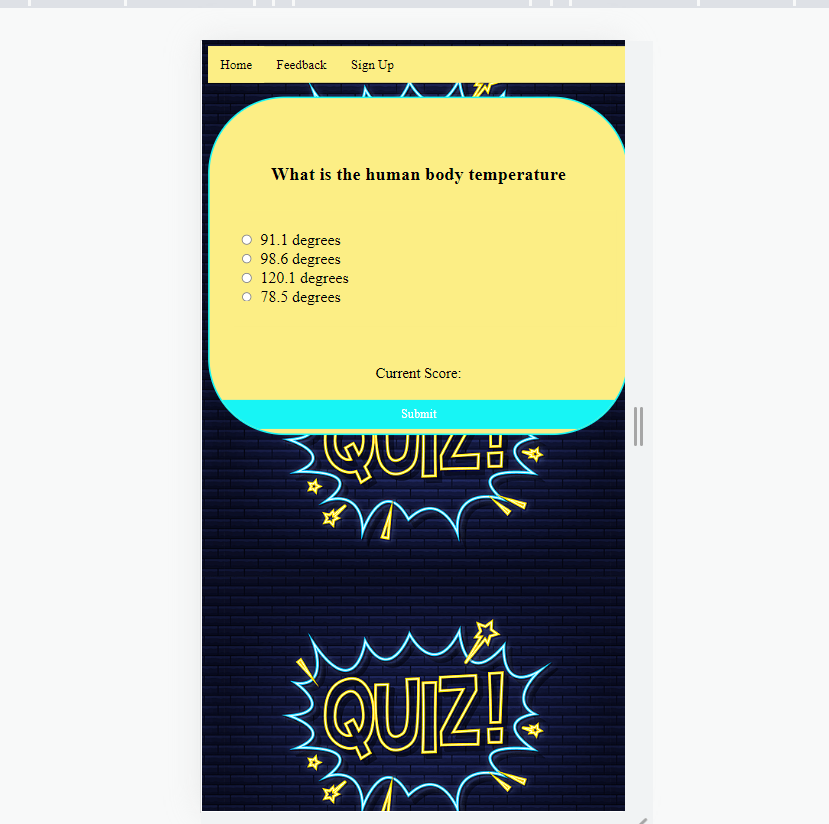 Home Feedback Sign Up
What is the human body temperature
91.1 degrees
98.6 degrees
120.1 degrees
78.5 degrees
Current Score:
Submit
QUIZ!
QUIZ!